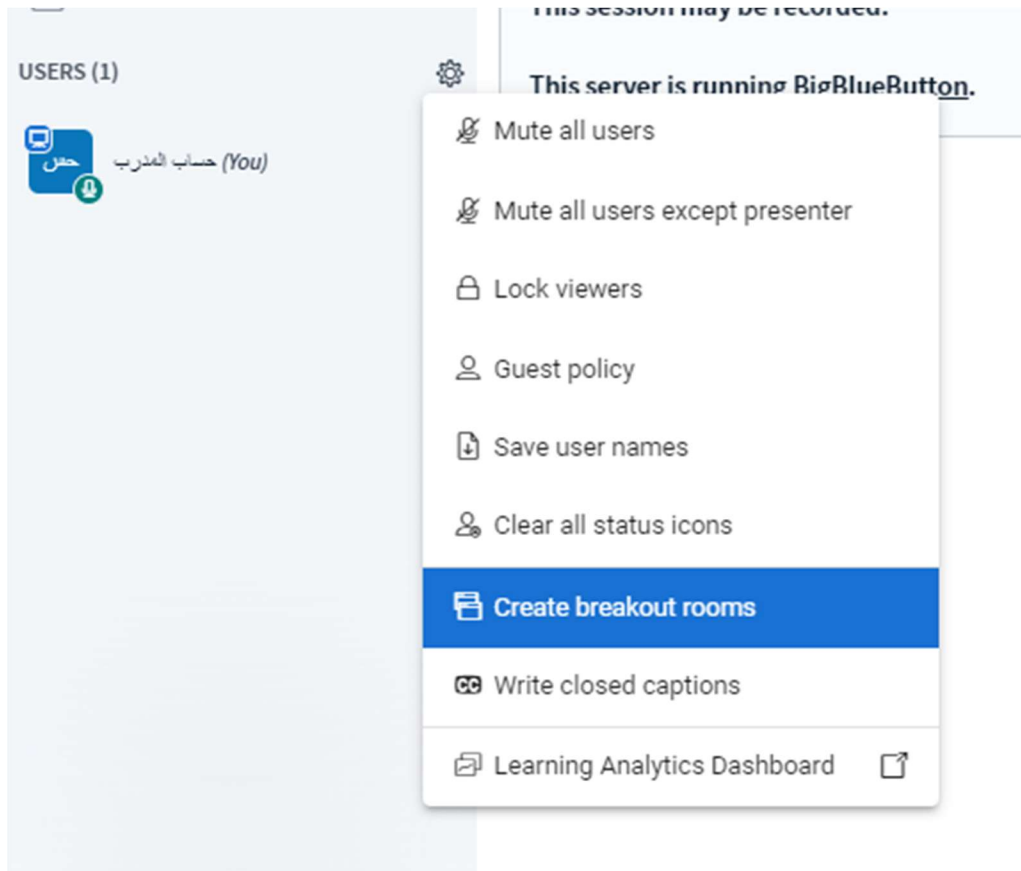 This session may be recorded.
USERS (1)
This server is running BigBlueButton.
حس
حساب المدرب (You)
Mute all users
Mute all users except presenter
Lock viewers
Guest policy
Save user names
Clear all status icons
Create breakout rooms
CC Write closed captions
Learning Analytics Dashboard